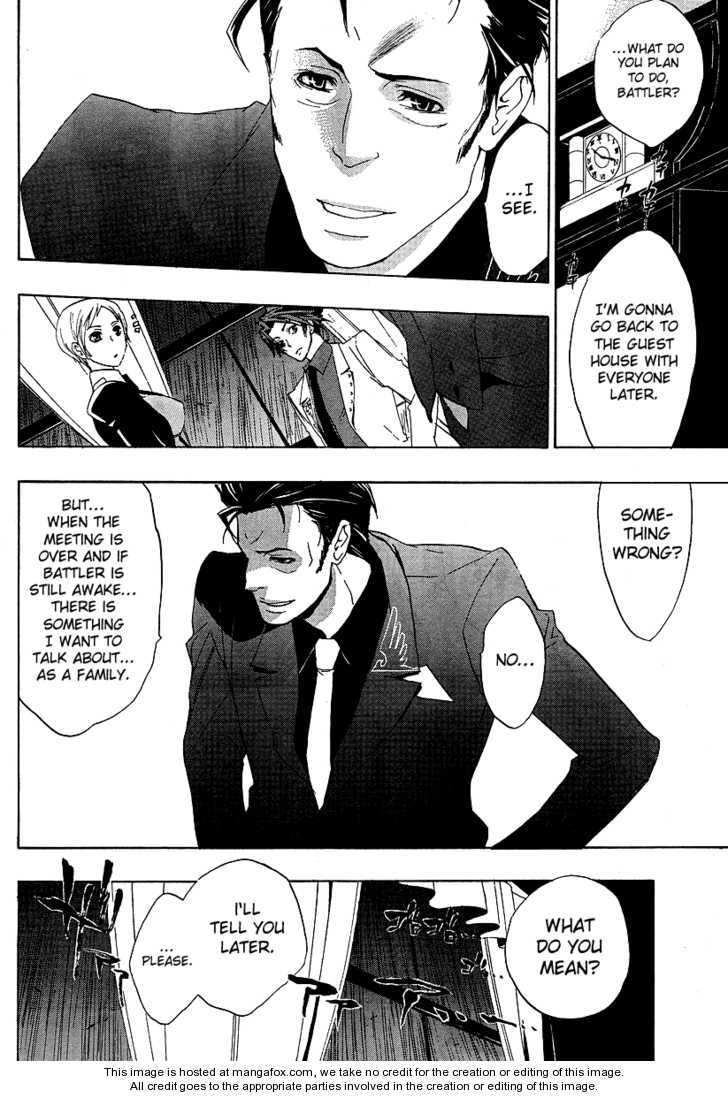 ...WHAT DO
YOU PLAN
TO DO,
BATTLER?
I'M GONNA
GO BACK TO
THE GUEST
HOUSE WITH
EVERYONE
LATER.
...I
SEE.
SOME-
THING
WRONG?
NO...
BUT...
WHEN THE
MEETING IS
OVER AND IF
BATTLER IS
STILL AWAKE...
THERE IS
SOMETHING
I WANT TO
TALK ABOUT...
AS A FAMILY.
WHAT
DO YOU
MEAN?
I'LL
TELL YOU
LATER.
...
PLEASE.
This image is hosted at mangafox.com, we take no credit for the creation or editing of this image.
All credit goes to the appropriate parties involved in the creation or editing of this image.